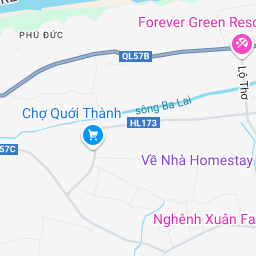 Forever Green Reso
PHÚ ĐỨC
QL57B
Lộ Thơ
sông Ba Lai
Chợ Quới Thành
HL173
57C
Về Nhà Homestay
Nghênh Xuân Fa